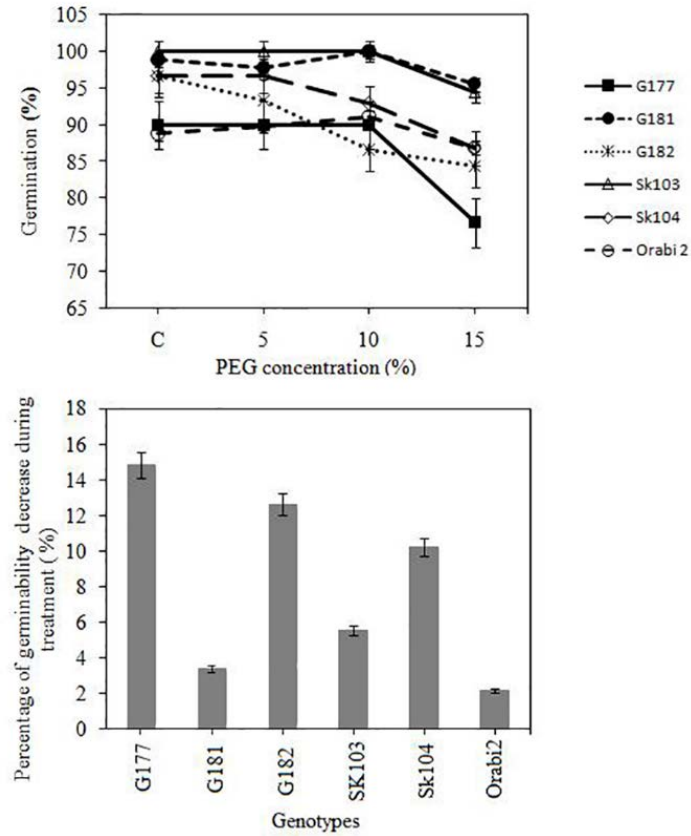 105
100
95
90
85
80
75
70
65
Germination (%)
C 5 10 15
PEG concentration (%)
G177
G181
G182
Sk103
Sk104
Orabi 2
18
16
14
12
10
8
6
4
2
0
Percentage of germinability decrease during
treatment ( %)
G177 G181 G182 SK103 Sk104 Orabi2
Genotypes